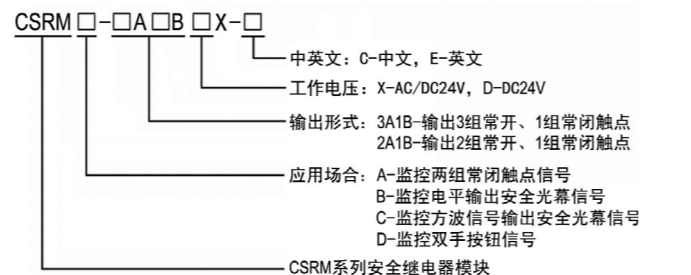 CSRM□-□A□B□X-□
中英文：C-中文，E-英文
工作电压：X-AC/DC24V，D-DC24V
输出形式：3A1B-输出3组常开、1组常闭触点
2A1B-输出2组常开、1组常闭触点
应用场合：A-监控两组常闭触点信号
B-监控电平输出安全光幕信号
C-监控方波信号输出安全光幕信号
D-监控双手按钮信号
CSRM系列安全继电器模块